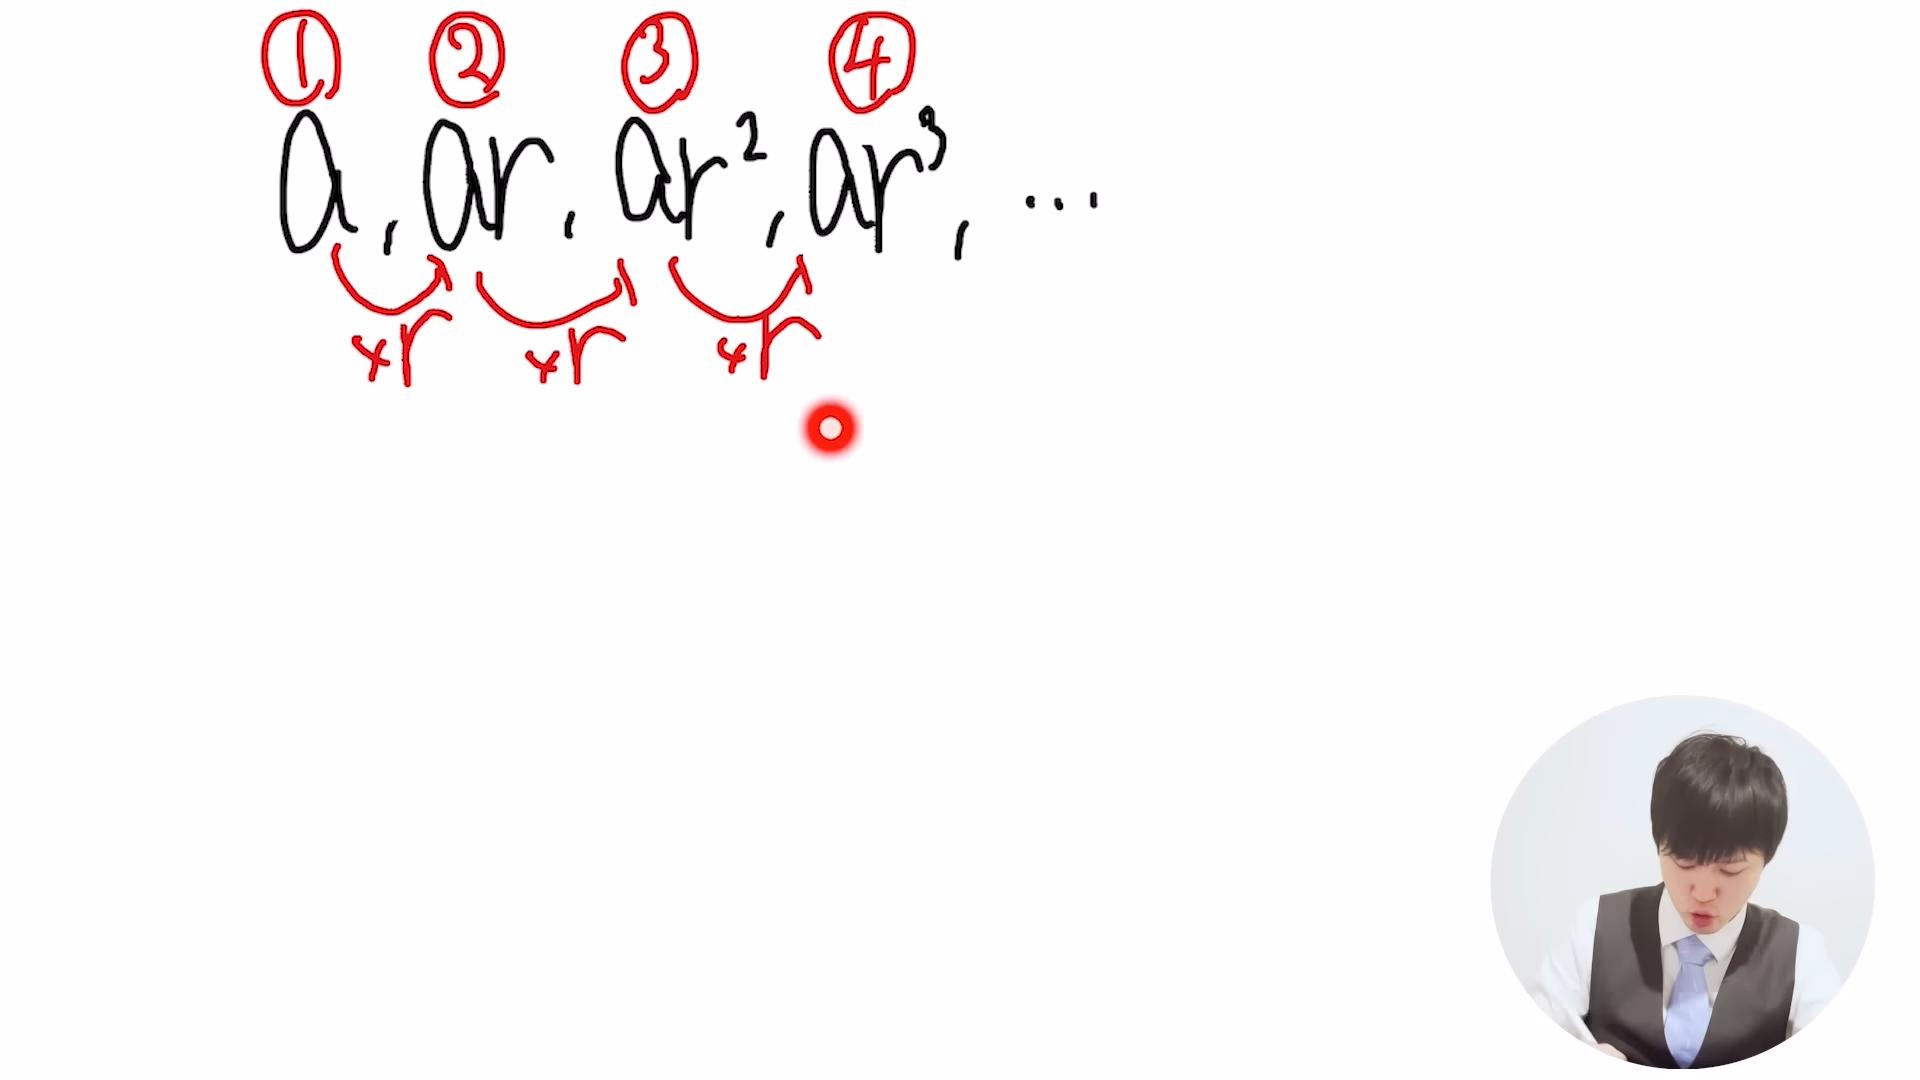 ① ② ③ ④
a, ar, ar², ar³, ...
×r ×r ×r